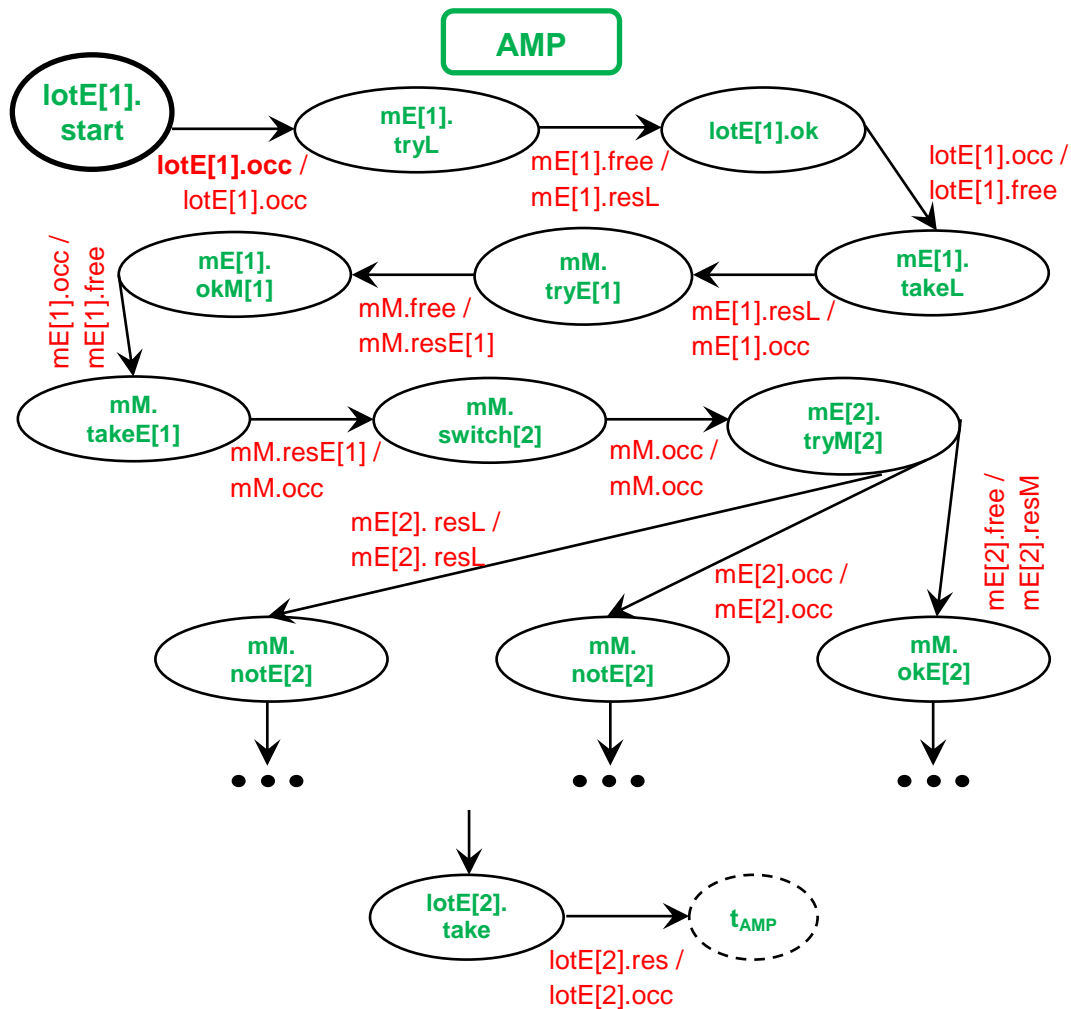 AMP
lotE[1].
start
lotE[1].occ /
lotE[1].occ
mE[1].
tryL
mE[1].free /
mE[1].resL
lotE[1].ok
lotE[1].occ /
lotE[1].free
mE[1].
takeL
mE[1].resL /
mE[1].occ
mM.
tryE[1]
mM.free /
mM.resE[1]
mE[1].
okM[1]
mE[1].occ /
mE[1].free
mM.
takeE[1]
mM.resE[1] /
mM.occ
mM.
switch[2]
mM.occ /
mM.occ
mE[2].
tryM[2]
mE[2]. resL /
mE[2]. resL
mE[2].occ /
mE[2].occ
mE[2].free /
mE[2].resM
mM.
notE[2]
mM.
notE[2]
mM.
okE[2]
• • •
• • •
• • •
lotE[2].
take
lotE[2].res /
lotE[2].occ
tAMP